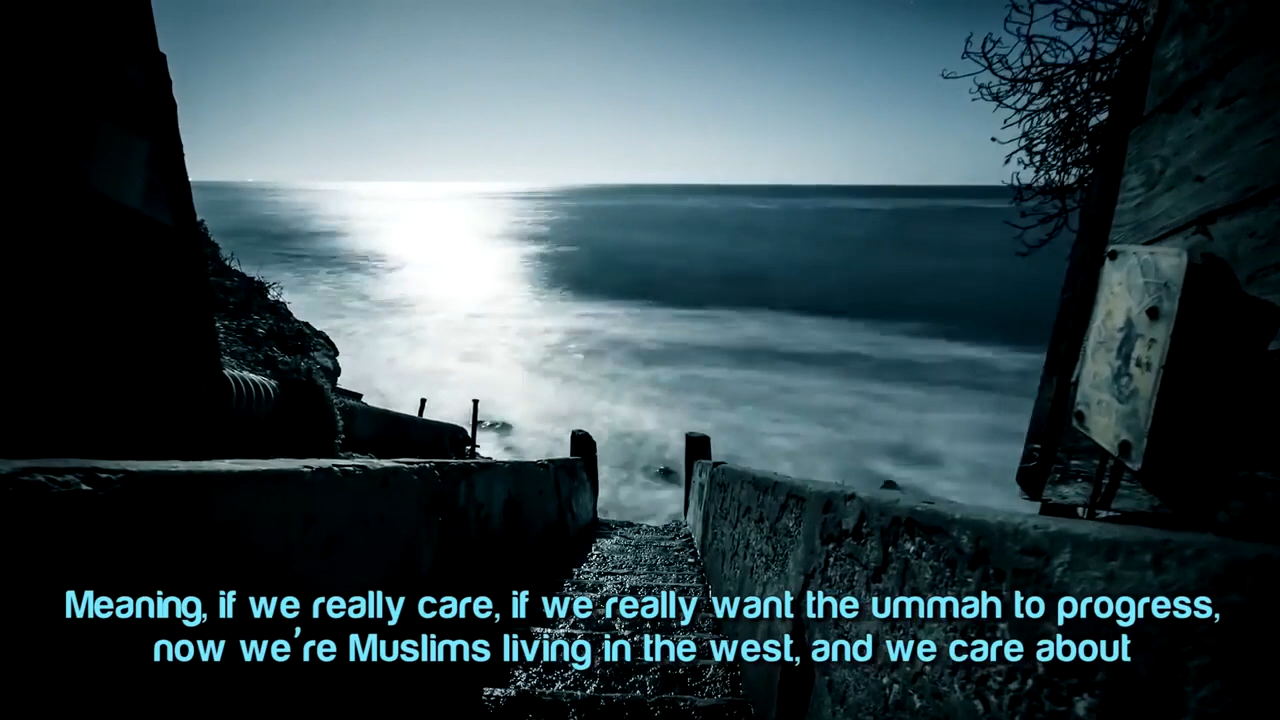 Meaning, if we really care, if we really want the ummah to progress,
now we're Muslims living in the west, and we care about